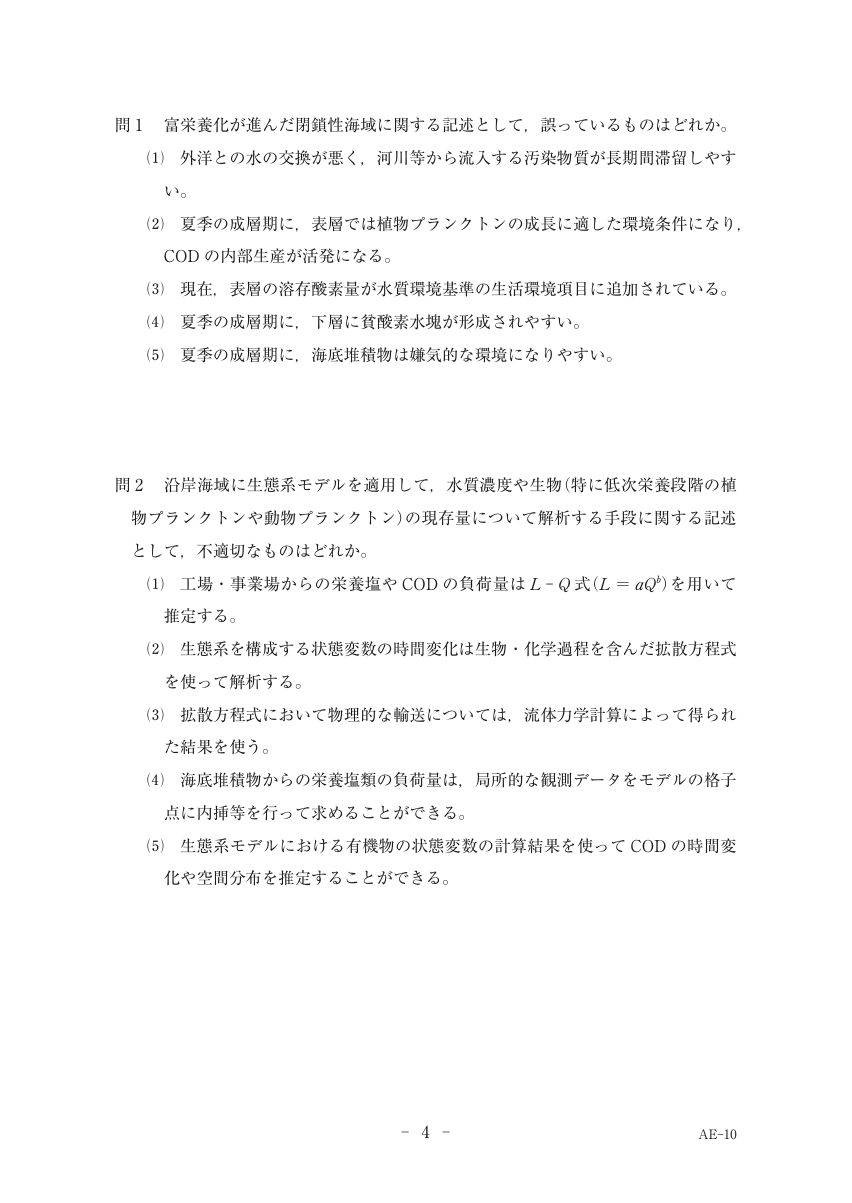 問１　富栄養化が進んだ閉鎖性海域に関する記述として，誤っているものはどれか。
⑴　外洋との水の交換が悪く，河川等から流入する汚染物質が長期間滞留しやす
い。
⑵　夏季の成層期に，表層では植物プランクトンの成長に適した環境条件になり，
COD の内部生産が活発になる。
⑶　現在，表層の溶存酸素量が水質環境基準の生活環境項目に追加されている。
⑷　夏季の成層期に，下層に貧酸素水塊が形成されやすい。
⑸　夏季の成層期に，海底堆積物は嫌気的な環境になりやすい。
問２　沿岸海域に生態系モデルを適用して，水質濃度や生物（特に低次栄養段階の植
物プランクトンや動物プランクトン）の現存量について解析する手段に関する記述
として，不適切なものはどれか。
⑴　工場・事業場からの栄養塩や COD の負荷量は L－Q 式（L ＝ aQᵇ）を用いて
推定する。
⑵　生態系を構成する状態変数の時間変化は生物・化学過程を含んだ拡散方程式
を使って解析する。
⑶　拡散方程式において物理的な輸送については，流体力学計算によって得られ
た結果を使う。
⑷　海底堆積物からの栄養塩類の負荷量は，局所的な観測データをモデルの格子
点に内挿等を行って求めることができる。
⑸　生態系モデルにおける有機物の状態変数の計算結果を使って COD の時間変
化や空間分布を推定することができる。
－ 4 －
AE−10